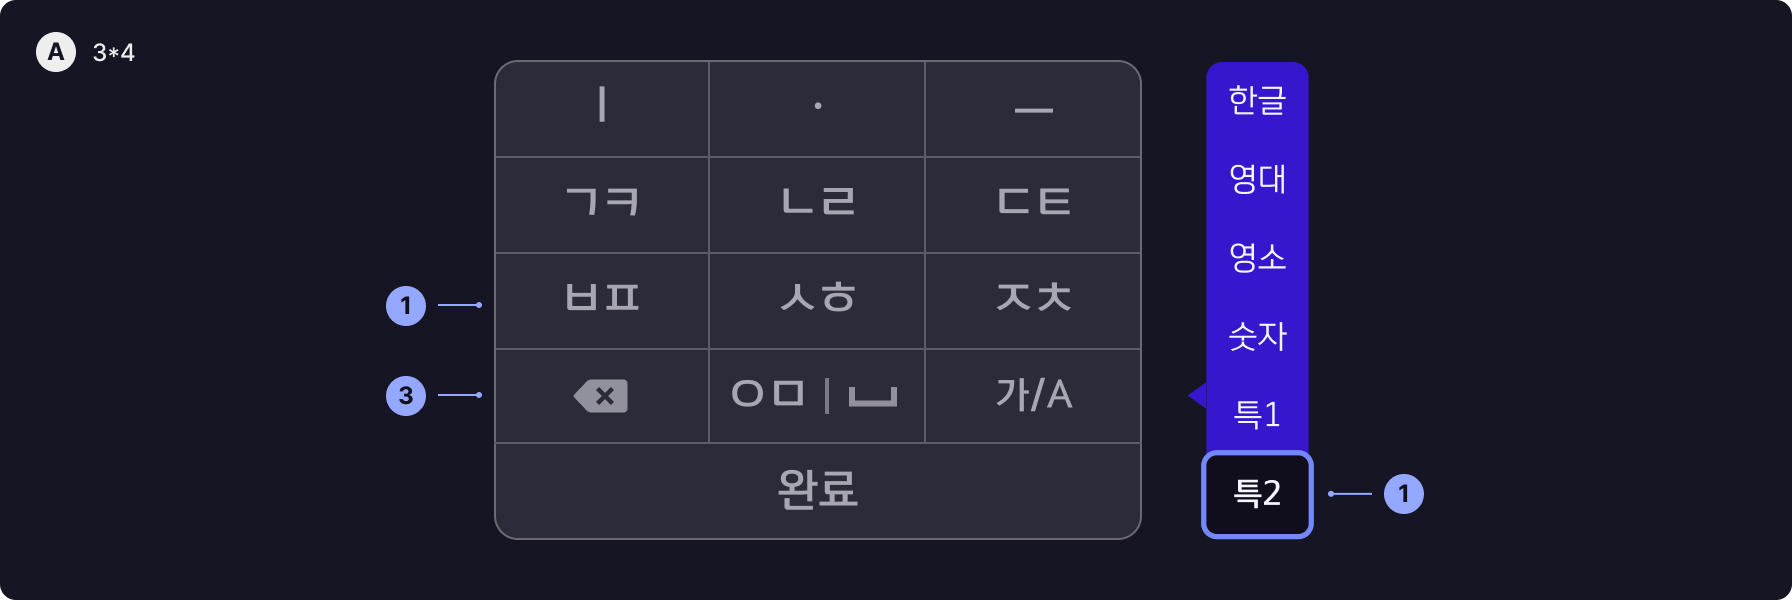 A 3*4
ㅣ · ㅡ
ㄱㅋ ㄴㄹ ㄷㅌ
1 ㅂㅍ ㅅㅎ ㅈㅊ
3 ㅇㅁ 가/A
완료
한글
영대
영소
숫자
특1
특2 1